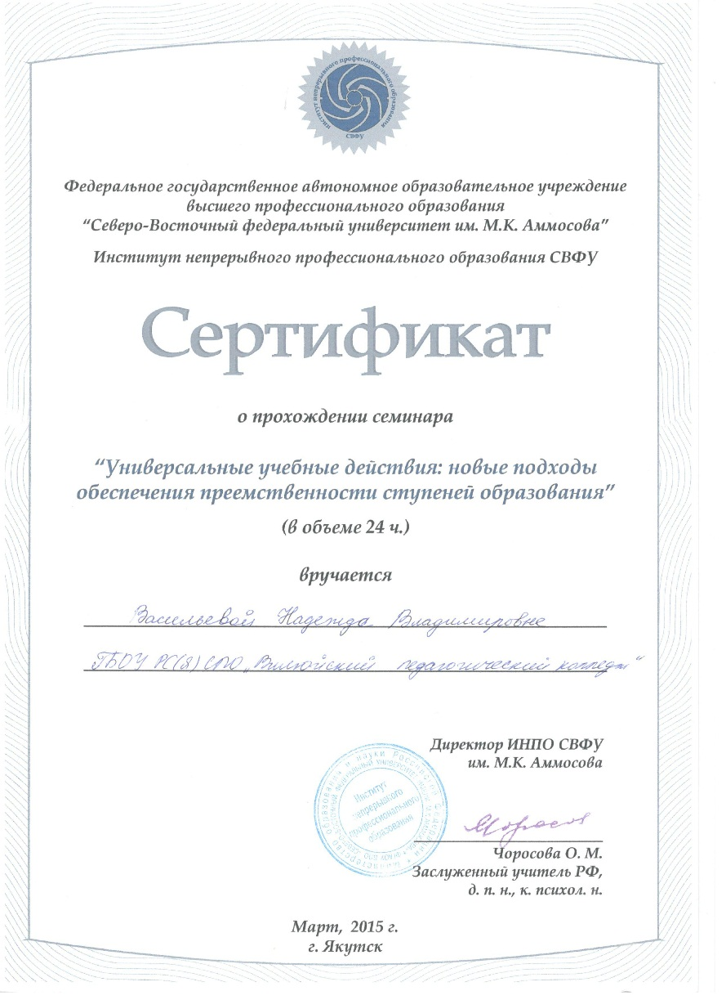 институт непрерывного профессионального образования
СВФУ
Федеральное государственное автономное образовательное учреждение
высшего профессионального образования
“Северо-Восточный федеральный университет им. М.К. Аммосова”
Институт непрерывного профессионального образования СВФУ
Сертификат
о прохождении семинара
“Универсальные учебные действия: новые подходы
обеспечения преемственности ступеней образования”
(в объеме 24 ч.)
вручается
Васильевой Надежда Владимировне
ГБОУ РС(Я) СПО „Вилюйский педагогический колледж“
Директор ИНПО СВФУ
им. М.К. Аммосова
Институт
непрерывного
профессионального
образования
Чоросова О. М.
Заслуженный учитель РФ,
д. п. н., к. психол. н.
Март, 2015 г.
г. Якутск